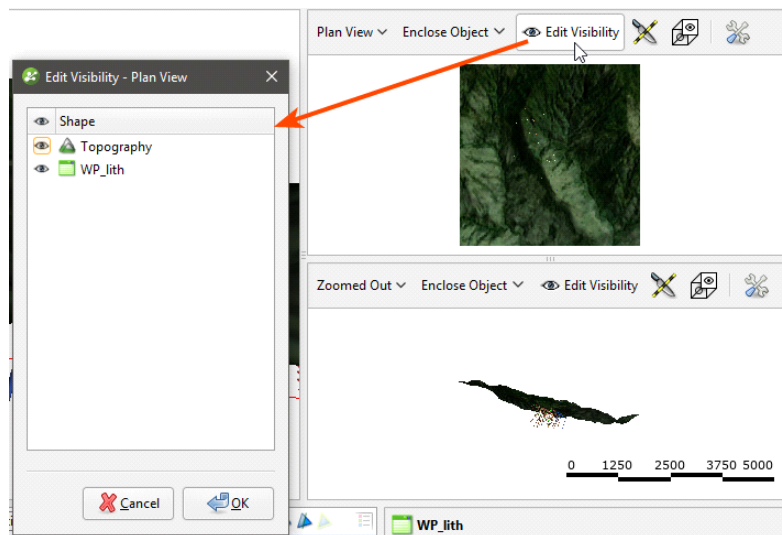 Plan View Enclose Object Edit Visibility
Edit Visibility - Plan View
Shape
Topography
WP_lith
Zoomed Out Enclose Object Edit Visibility
0 1250 2500 3750 5000
Cancel OK
WP_lith